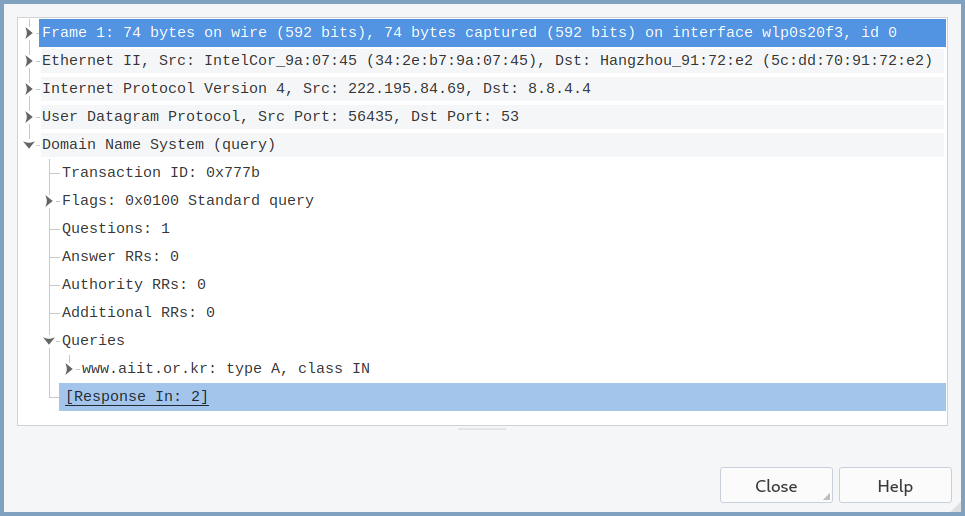 Frame 1: 74 bytes on wire (592 bits), 74 bytes captured (592 bits) on interface wlp0s20f3, id 0
Ethernet II, Src: IntelCor_9a:07:45 (34:2e:b7:9a:07:45), Dst: Hangzhou_91:72:e2 (5c:dd:70:91:72:e2)
Internet Protocol Version 4, Src: 222.195.84.69, Dst: 8.8.4.4
User Datagram Protocol, Src Port: 56435, Dst Port: 53
Domain Name System (query)
Transaction ID: 0x777b
Flags: 0x0100 Standard query
Questions: 1
Answer RRs: 0
Authority RRs: 0
Additional RRs: 0
Queries
www.aiit.or.kr: type A, class IN
[Response In: 2]
Close Help